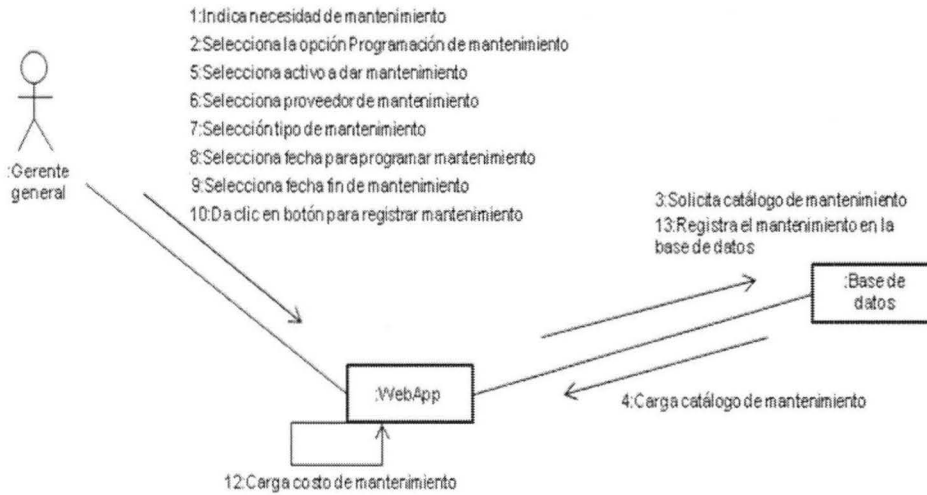 1:Indica necesidad de mantenimiento
2:Selecciona la opción Programación de mantenimiento
5:Selecciona activo a dar mantenimiento
6:Selecciona proveedor de mantenimiento
7:Selección tipo de mantenimiento
8:Selecciona fecha para programar mantenimiento
9:Selecciona fecha fin de mantenimiento
10:Da clic en botón para registrar mantenimiento
:Gerente
general
3:Solicita catálogo de mantenimiento
13:Registra el mantenimiento en la
base de datos
:Base de
datos
:WebApp
4:Carga catálogo de mantenimiento
12:Carga costo de mantenimiento